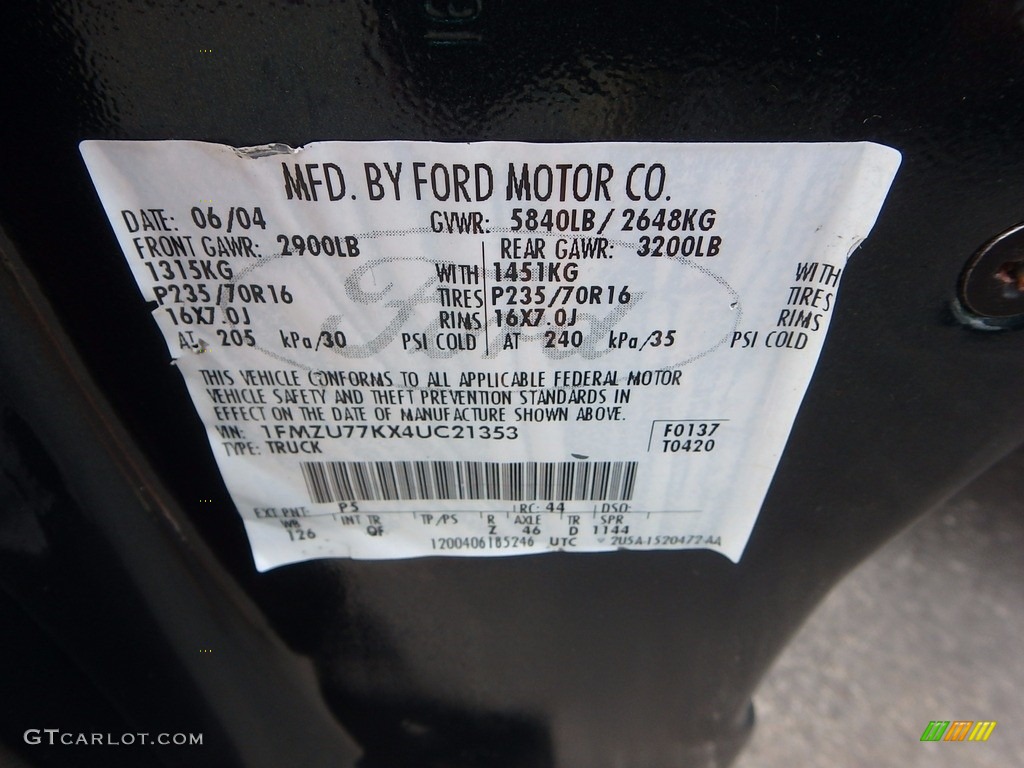 MFD. BY FORD MOTOR CO.
DATE: 06/04 GVWR: 5840LB/ 2648KG
FRONT GAWR: 2900LB REAR GAWR: 3200LB
1315KG WITH 1451KG WITH
P235/70R16 TIRES P235/70R16 TIRES
16X7.0J RIMS 16X7.0J RIMS
AT 205 kPa/30 PSI COLD AT 240 kPa/35 PSI COLD
Ford
THIS VEHICLE CONFORMS TO ALL APPLICABLE FEDERAL MOTOR
VEHICLE SAFETY AND THEFT PREVENTION STANDARDS IN
EFFECT ON THE DATE OF MANUFACTURE SHOWN ABOVE.
VIN: 1FMZU77KX4UC21353 F0137
TYPE: TRUCK T0420
EXT PNT: P5 RC: 44 DSO:
WB INT TR TP/PS R AXLE TR SPR
126 QF Z 46 D 1144
1200406185246 UTC 2U5A-1520472-AA
GTCARLOT.COM